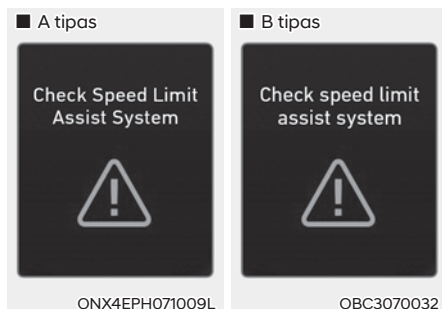 ■ A tipas
Check Speed Limit
Assist System
ONX4EPH071009L
■ B tipas
Check speed limit
assist system
OBC3070032